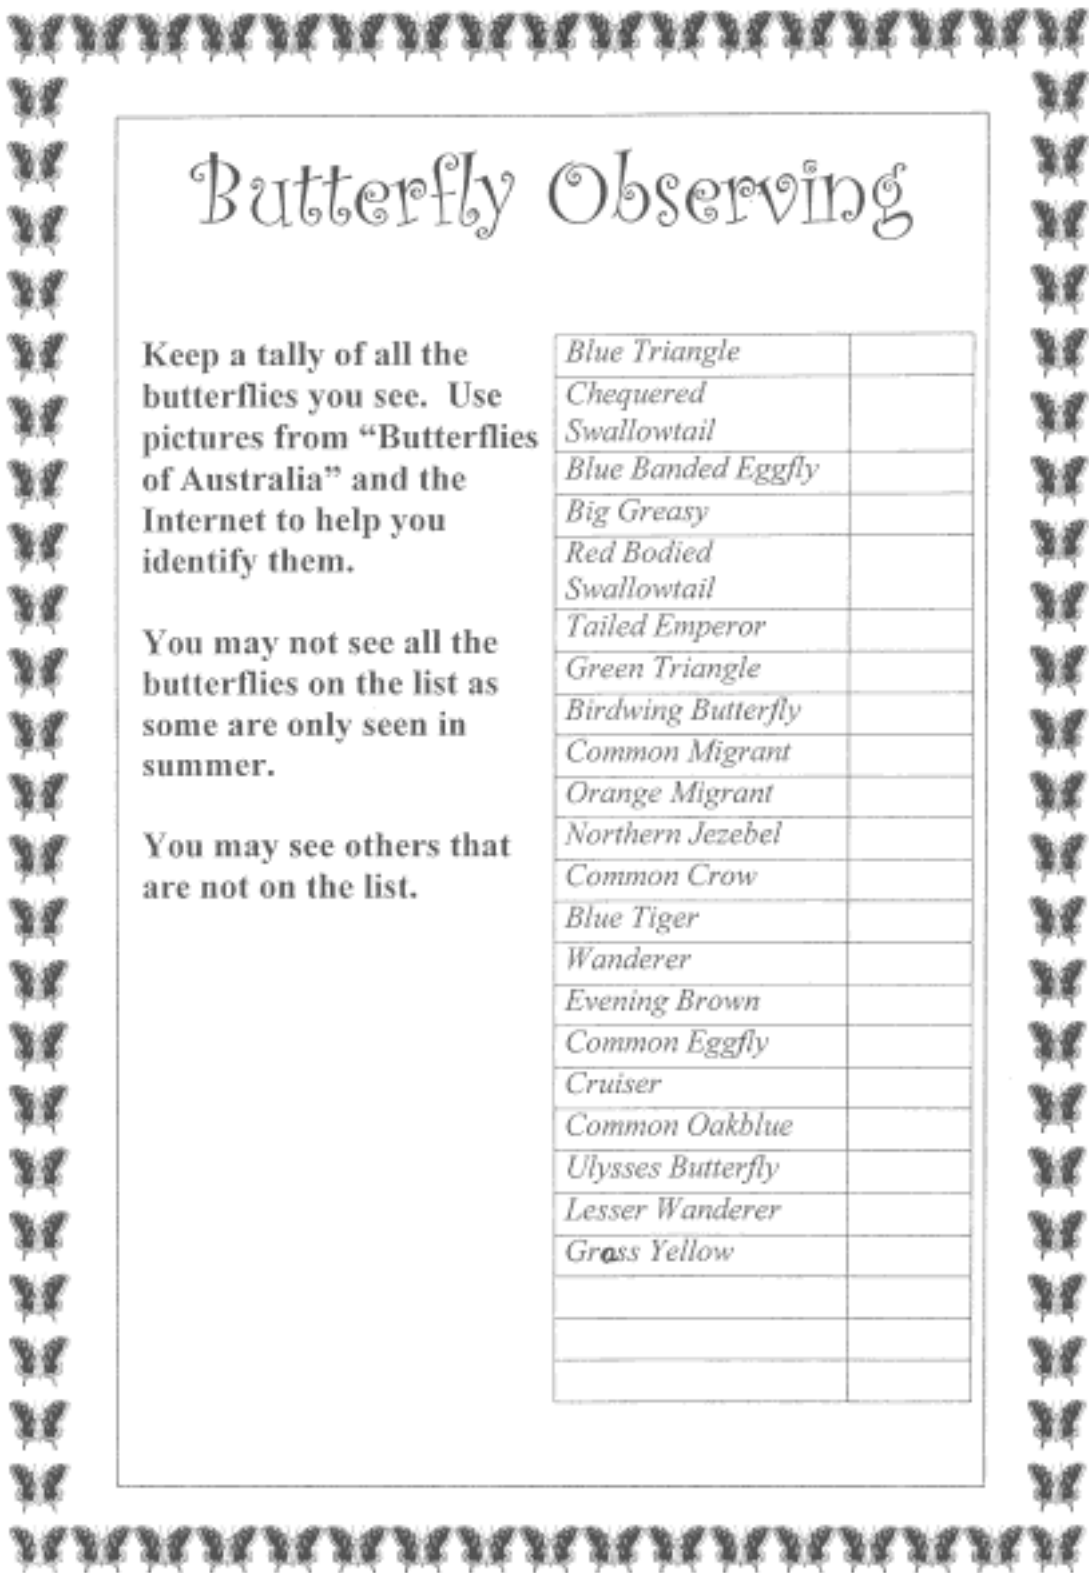 Butterfly Observing
Keep a tally of all the
butterflies you see. Use
pictures from “Butterflies
of Australia” and the
Internet to help you
identify them.
You may not see all the
butterflies on the list as
some are only seen in
summer.
You may see others that
are not on the list.
Blue Triangle
Chequered
Swallowtail
Blue Banded Eggfly
Big Greasy
Red Bodied
Swallowtail
Tailed Emperor
Green Triangle
Birdwing Butterfly
Common Migrant
Orange Migrant
Northern Jezebel
Common Crow
Blue Tiger
Wanderer
Evening Brown
Common Eggfly
Cruiser
Common Oakblue
Ulysses Butterfly
Lesser Wanderer
Grass Yellow